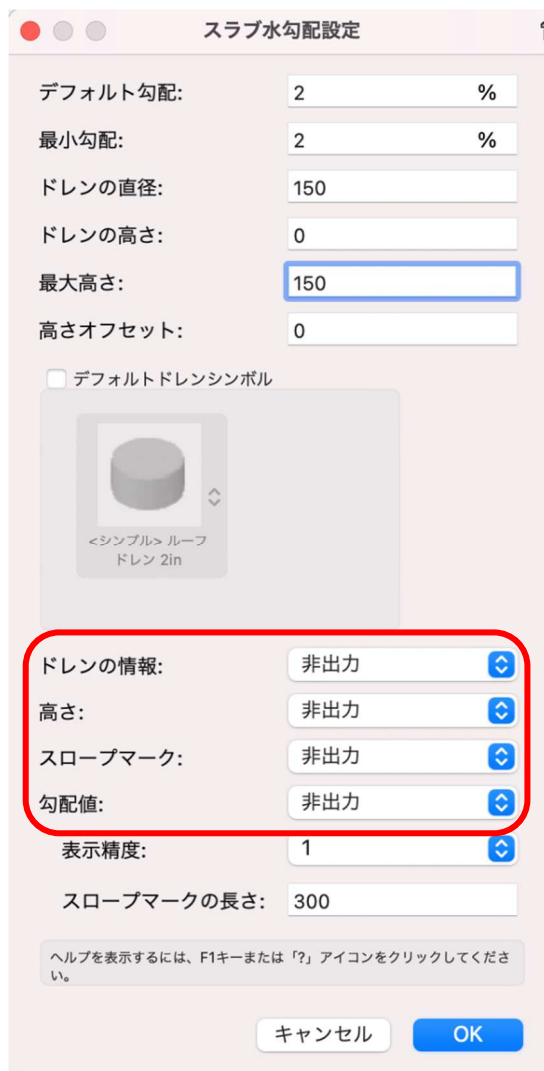 スラブ水勾配設定
デフォルト勾配: 2 %
最小勾配: 2 %
ドレンの直径: 150
ドレンの高さ: 0
最大高さ: 150
高さオフセット: 0
デフォルトドレンシンボル
<シンプル> ルーフ
ドレン 2in
ドレンの情報: 非出力
高さ: 非出力
スロープマーク: 非出力
勾配値: 非出力
表示精度: 1
スロープマークの長さ: 300
ヘルプを表示するには、F1キーまたは「?」アイコンをクリックしてくださ
い。
キャンセル OK